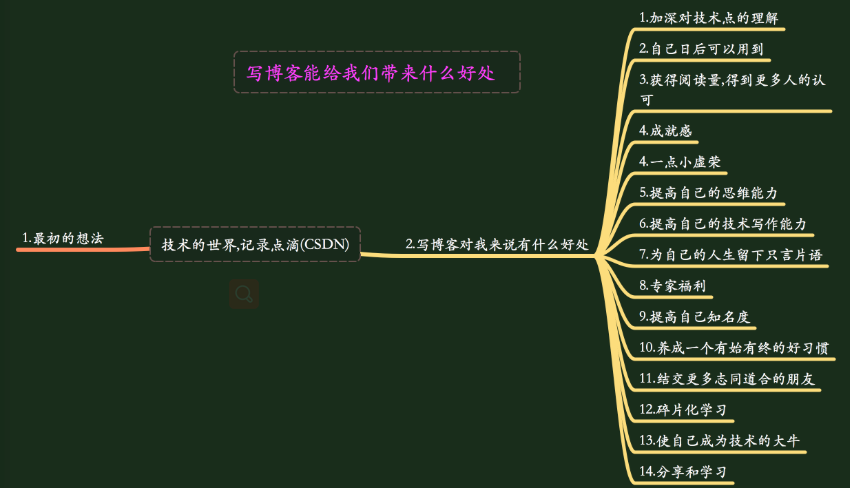 写博客能给我们带来什么好处
1.最初的想法
技术的世界,记录点滴(CSDN)
2.写博客对我来说有什么好处
1.加深对技术点的理解
2.自己日后可以用到
3.获得阅读量,得到更多人的认
可
4.成就感
4.一点小虚荣
5.提高自己的思维能力
6.提高自己的技术写作能力
7.为自己的人生留下只言片语
8.专家福利
9.提高自己知名度
10.养成一个有始有终的好习惯
11.结交更多志同道合的朋友
12.碎片化学习
13.使自己成为技术的大牛
14.分享和学习